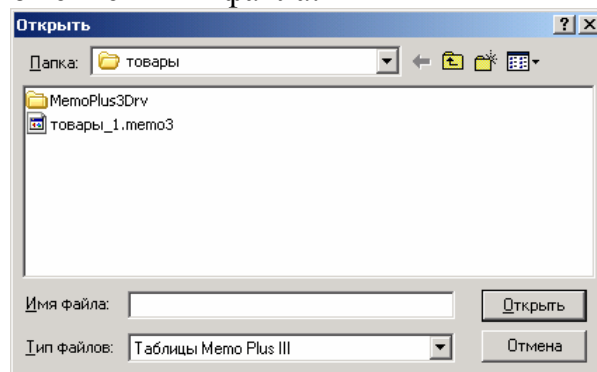 Открыть
Папка: товары
MemoPlus3Drv
товары_1.memo3
Имя файла: Открыть
Тип файлов: Таблицы Memo Plus III Отмена